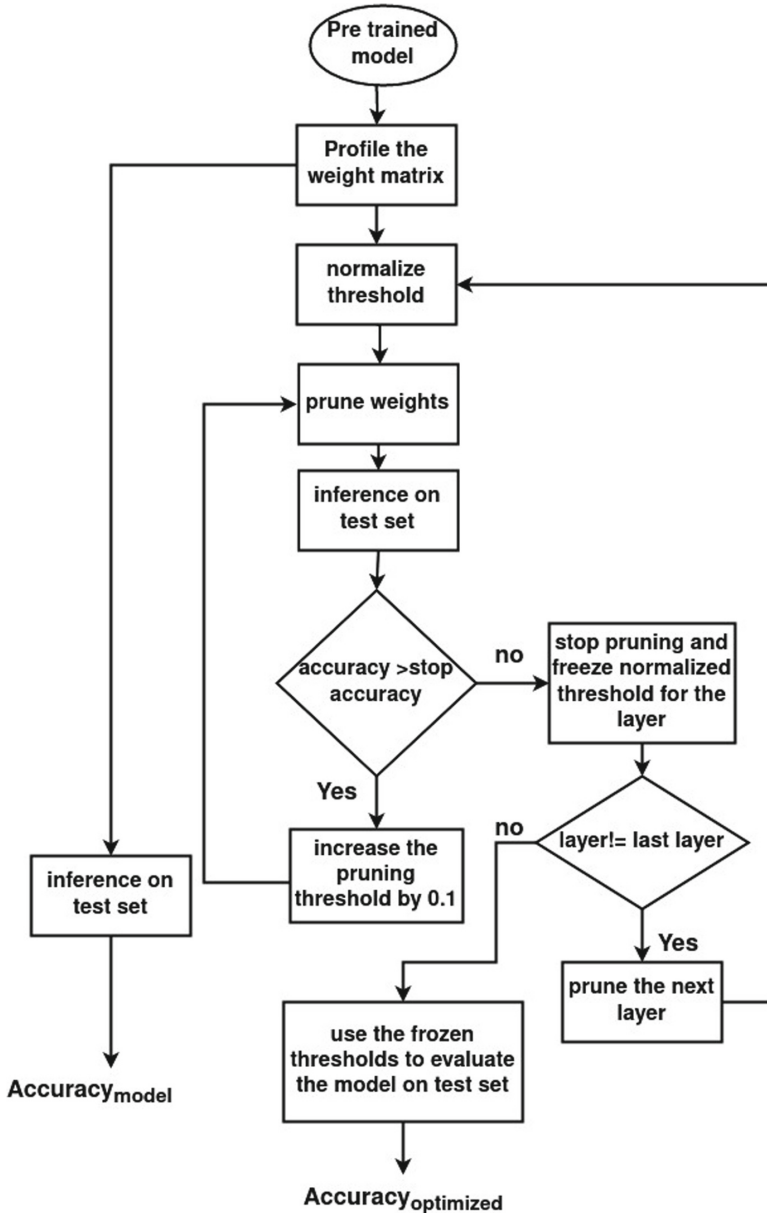 Pre trained
model
Profile the
weight matrix
normalize
threshold
prune weights
inference on
test set
accuracy >stop
accuracy
no
stop pruning and
freeze normalized
threshold for the
layer
Yes
increase the
pruning
threshold by 0.1
no
layer!= last layer
Yes
prune the next
layer
inference on
test set
use the frozen
thresholds to evaluate
the model on test set
Accuracymodel
Accuracyoptimized